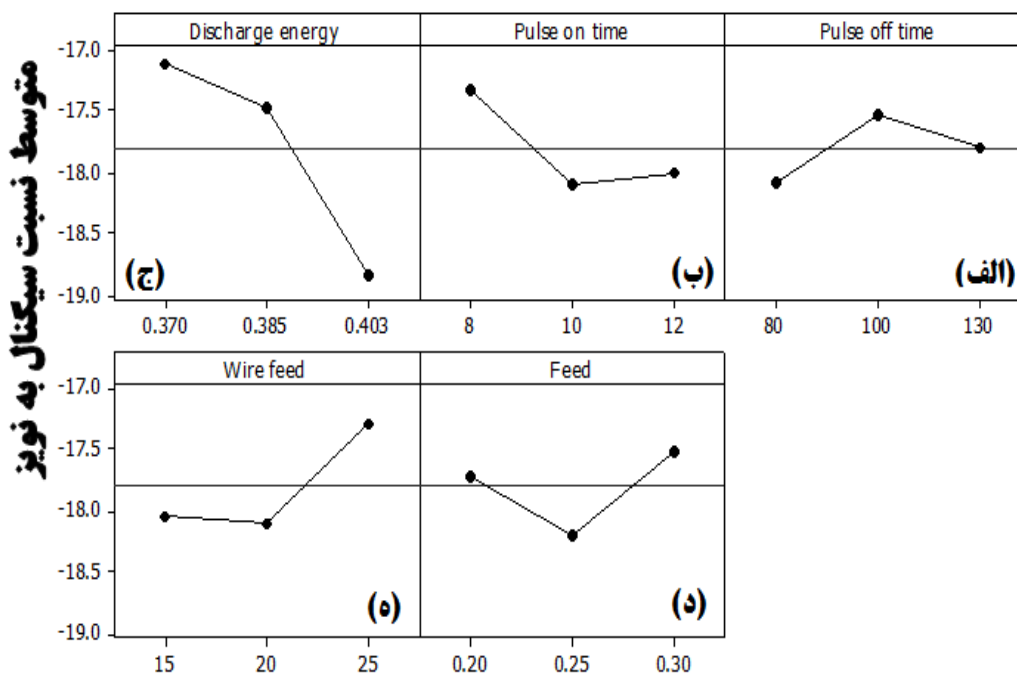 متوسط نسبت سیگنال به نویز
Discharge energy Pulse on time Pulse off time
-17.0
-17.5
-18.0
-18.5
-19.0
(ج) (ب) (الف)
0.370 0.385 0.403 8 10 12 80 100 130
Wire feed Feed
-17.0
-17.5
-18.0
-18.5
-19.0
(ه) (د)
15 20 25 0.20 0.25 0.30